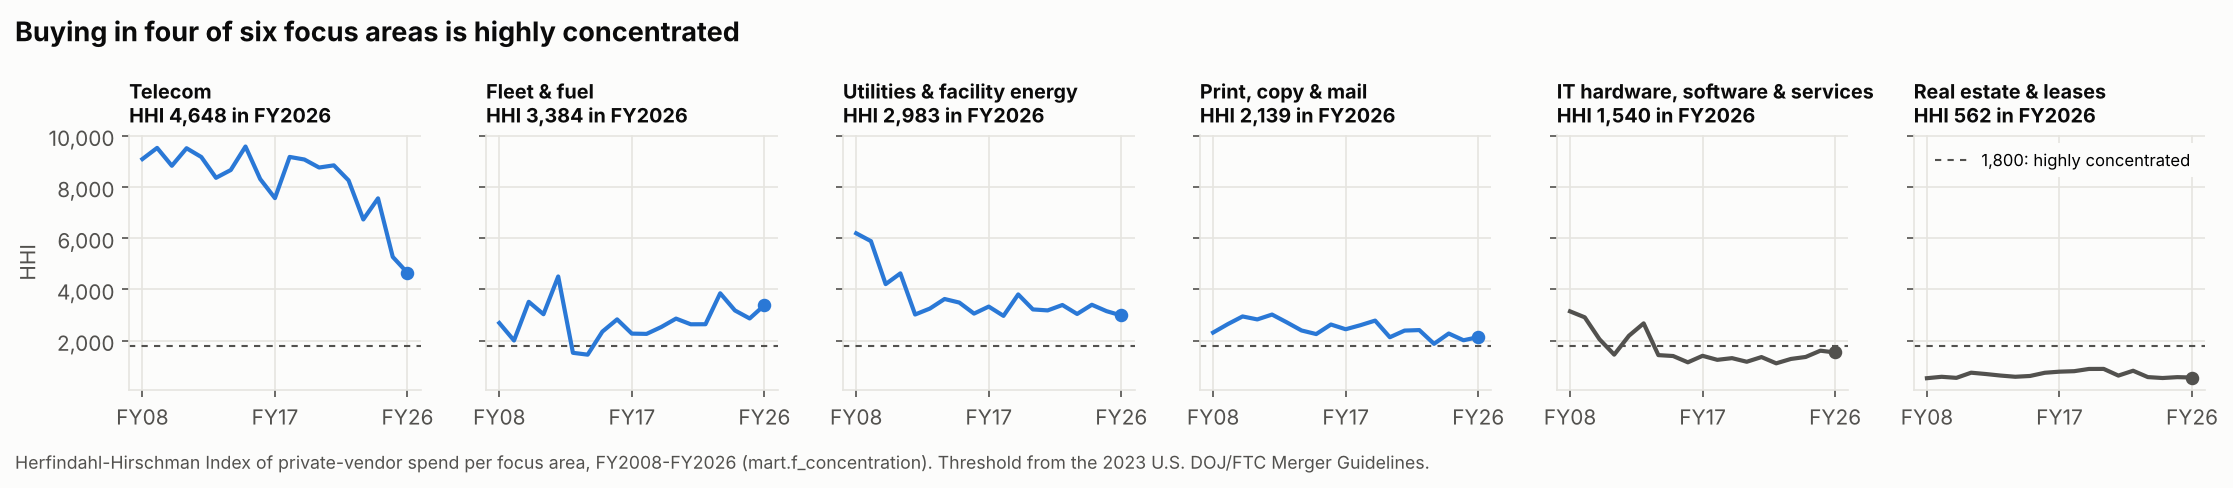 Buying in four of six focus areas is highly concentrated
Telecom
HHI 4,648 in FY2026
Fleet & fuel
HHI 3,384 in FY2026
Utilities & facility energy
HHI 2,983 in FY2026
Print, copy & mail
HHI 2,139 in FY2026
IT hardware, software & services
HHI 1,540 in FY2026
Real estate & leases
HHI 562 in FY2026
HHI
10,000
8,000
6,000
4,000
2,000
1,800: highly concentrated
FY08 FY17 FY26
FY08 FY17 FY26
FY08 FY17 FY26
FY08 FY17 FY26
FY08 FY17 FY26
FY08 FY17 FY26
Herfindahl-Hirschman Index of private-vendor spend per focus area, FY2008-FY2026 (mart.f_concentration). Threshold from the 2023 U.S. DOJ/FTC Merger Guidelines.